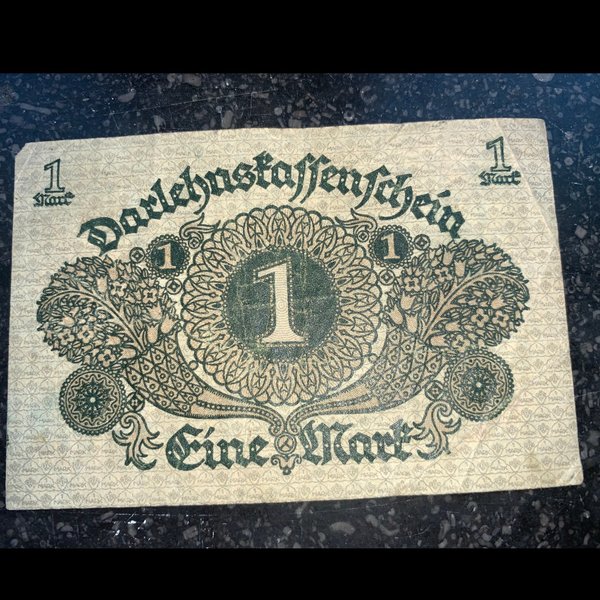 1 1
Mark Mark
Darlehnskassenschein
1 1
1
Eine Mark